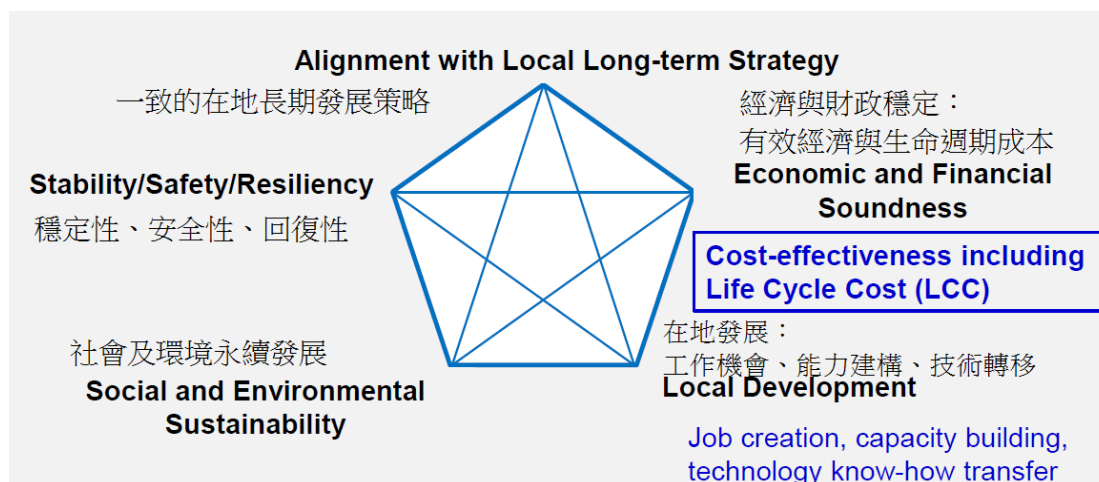 Alignment with Local Long-term Strategy
一致的在地長期發展策略
經濟與財政穩定：
有效經濟與生命週期成本
Economic and Financial
Soundness
Cost-effectiveness including
Life Cycle Cost (LCC)
Stability/Safety/Resiliency
穩定性、安全性、回復性
在地發展：
工作機會、能力建構、技術轉移
Local Development
Job creation, capacity building,
technology know-how transfer
社會及環境永續發展
Social and Environmental
Sustainability